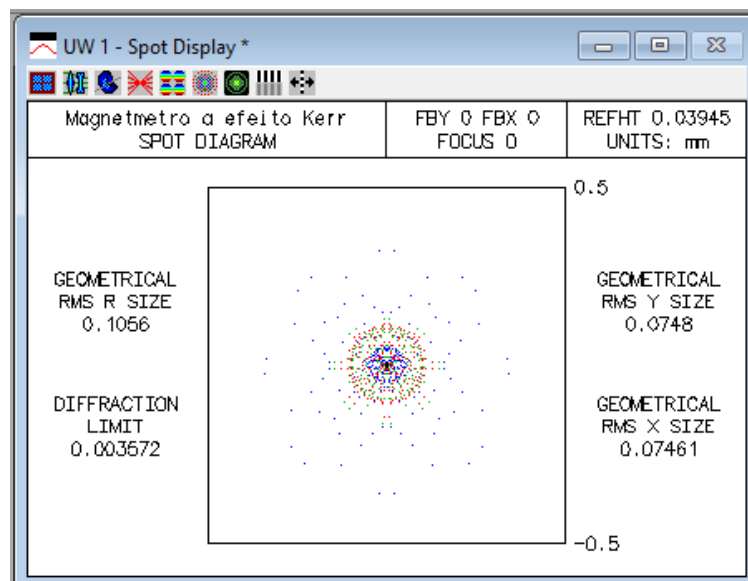 UW 1 - Spot Display *
Magnetmetro a efeito Kerr
SPOT DIAGRAM
FBY 0 FBX 0
FOCUS 0
REFHT 0.03945
UNITS: mm
0.5
GEOMETRICAL
RMS R SIZE
0.1056
GEOMETRICAL
RMS Y SIZE
0.0748
DIFFRACTION
LIMIT
0.003572
GEOMETRICAL
RMS X SIZE
0.07461
-0.5